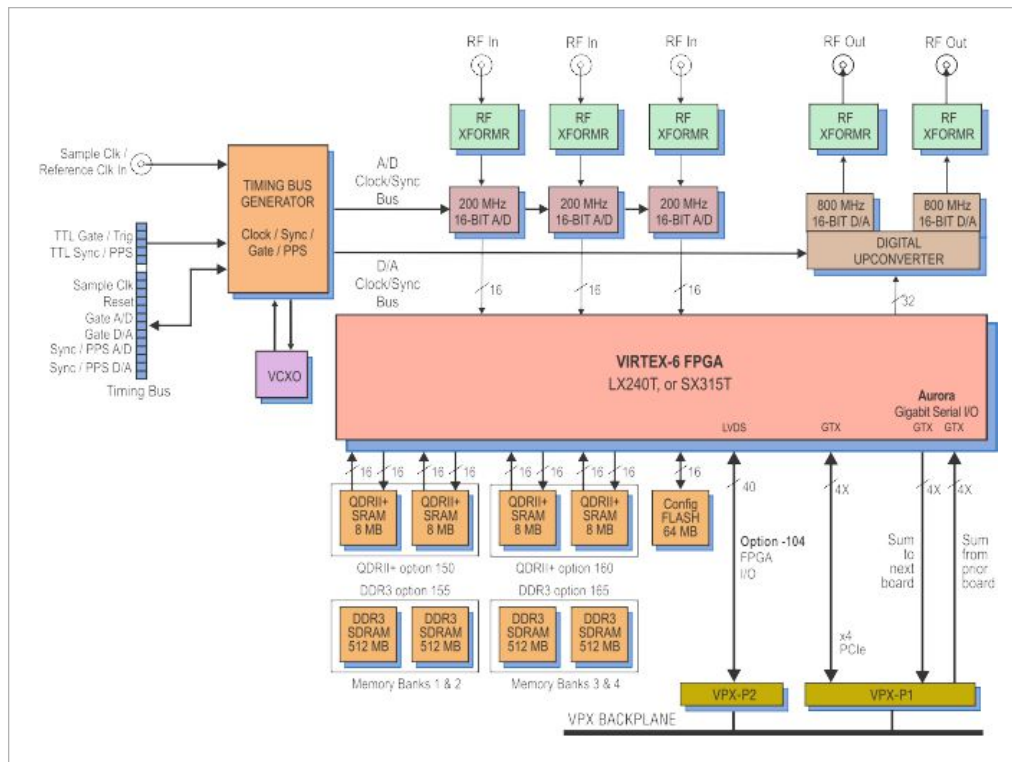 RF In
RF In
RF In
RF Out
RF Out
RF
XFORMR
RF
XFORMR
RF
XFORMR
RF
XFORMR
RF
XFORMR
Sample Clk /
Reference Clk In
TIMING BUS
GENERATOR
Clock / Sync /
Gate / PPS
A/D
Clock/Sync
Bus
200 MHz
16-BIT A/D
200 MHz
16-BIT A/D
200 MHz
16-BIT A/D
800 MHz
16-BIT D/A
800 MHz
16-BIT D/A
DIGITAL
UPCONVERTER
TTL Gate / Trig
TTL Sync / PPS
Sample Clk
Reset
Gate A/D
Gate D/A
Sync / PPS A/D
Sync / PPS D/A
Timing Bus
D/A
Clock/Sync
Bus
16
16
16
32
VCXO
VIRTEX-6 FPGA
LX240T, or SX315T
Aurora
Gigabit Serial I/O
LVDS
GTX
GTX
GTX
16
16
16
16
16
16
16
16
16
40
4X
4X
4X
QDRII+
SRAM
8 MB
QDRII+
SRAM
8 MB
QDRII+
SRAM
8 MB
QDRII+
SRAM
8 MB
Config
FLASH
64 MB
QDRII+ option 150
QDRII+ option 160
Option -104
FPGA
I/O
Sum
to
next
board
Sum
from
prior
board
DDR3 option 155
DDR3 option 165
DDR3
SDRAM
512 MB
DDR3
SDRAM
512 MB
DDR3
SDRAM
512 MB
DDR3
SDRAM
512 MB
x4
PCIe
Memory Banks 1 & 2
Memory Banks 3 & 4
VPX-P2
VPX-P1
VPX BACKPLANE